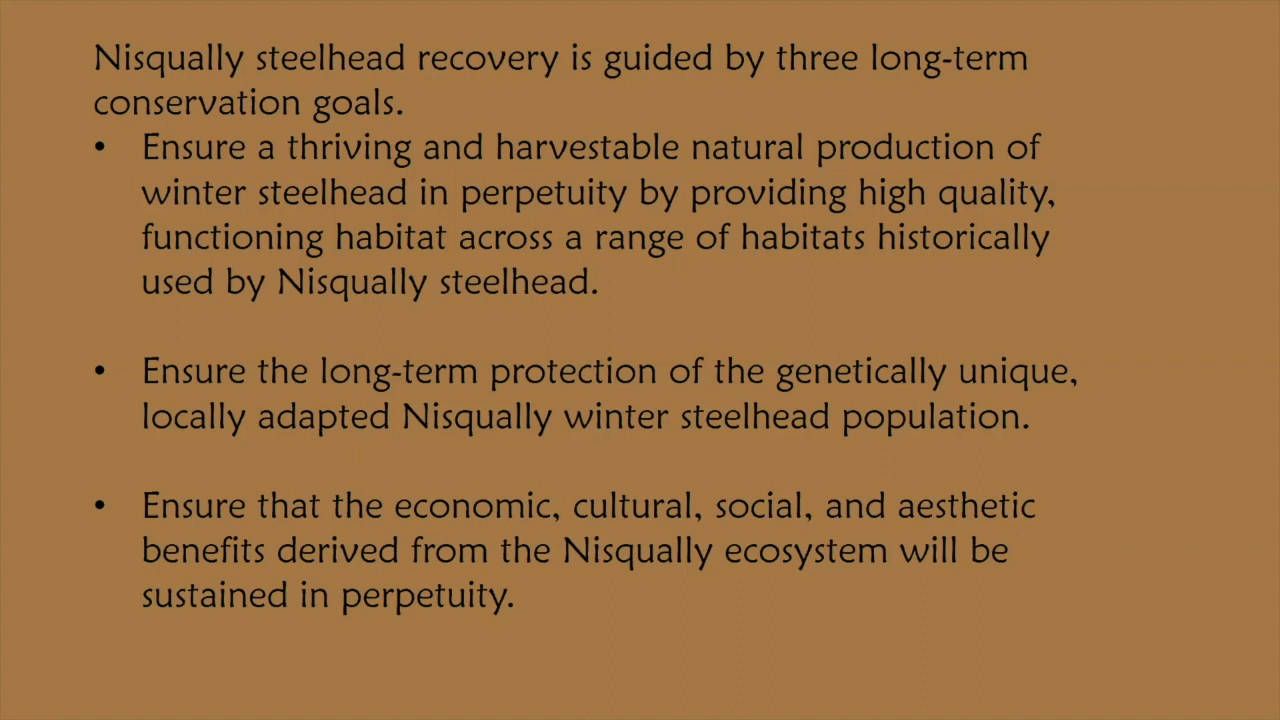 Nisqually steelhead recovery is guided by three long-term
conservation goals.
• Ensure a thriving and harvestable natural production of
winter steelhead in perpetuity by providing high quality,
functioning habitat across a range of habitats historically
used by Nisqually steelhead.
• Ensure the long-term protection of the genetically unique,
locally adapted Nisqually winter steelhead population.
• Ensure that the economic, cultural, social, and aesthetic
benefits derived from the Nisqually ecosystem will be
sustained in perpetuity.